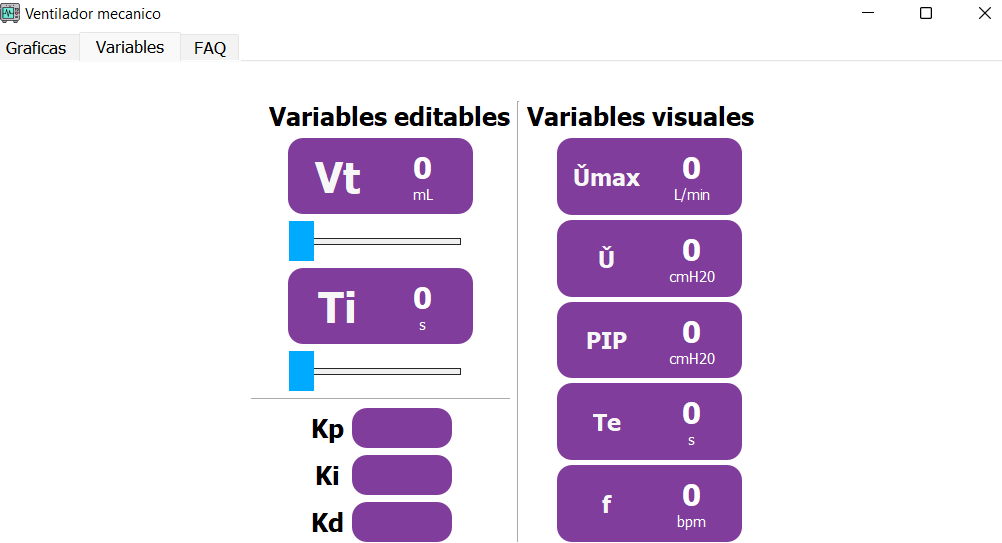 Ventilador mecanico
Graficas Variables FAQ
Variables editables
Vt 0
mL
Ti 0
s
Kp
Ki
Kd
Variables visuales
Ǔmax 0
L/min
Ǔ 0
cmH20
PIP 0
cmH20
Te 0
s
f 0
bpm